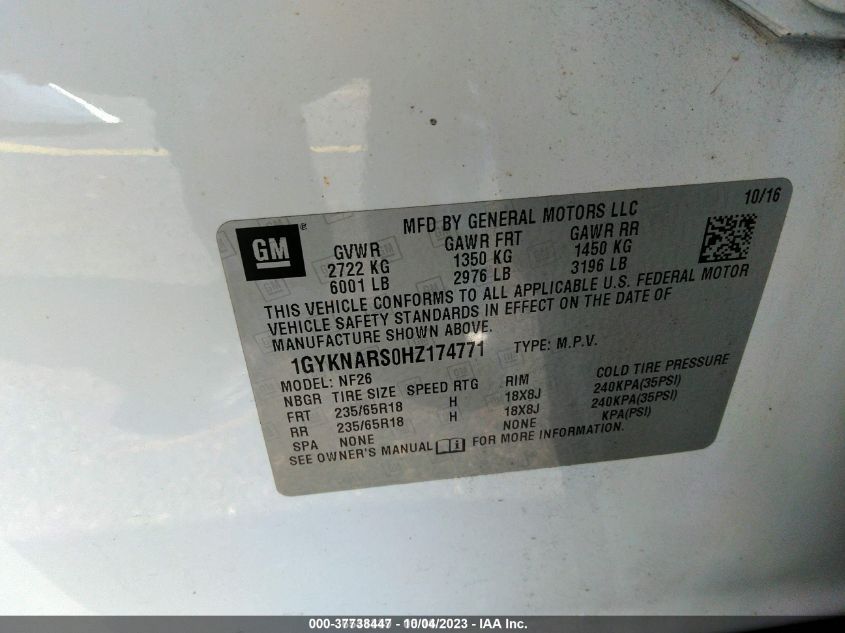 10/16
MFD BY GENERAL MOTORS LLC
GM®
GVWR GAWR FRT GAWR RR
2722 KG 1350 KG 1450 KG
6001 LB 2976 LB 3196 LB
THIS VEHICLE CONFORMS TO ALL APPLICABLE U.S. FEDERAL MOTOR
VEHICLE SAFETY STANDARDS IN EFFECT ON THE DATE OF
MANUFACTURE SHOWN ABOVE.
1GYKNARS0HZ174771 TYPE: M.P.V.
MODEL: NF26
NBGR TIRE SIZE SPEED RTG RIM COLD TIRE PRESSURE
FRT 235/65R18 H 18X8J 240KPA(35PSI)
RR 235/65R18 H 18X8J 240KPA(35PSI)
SPA NONE NONE KPA(PSI)
SEE OWNER'S MANUAL FOR MORE INFORMATION.
000-37738447 - 10/04/2023 - IAA Inc.